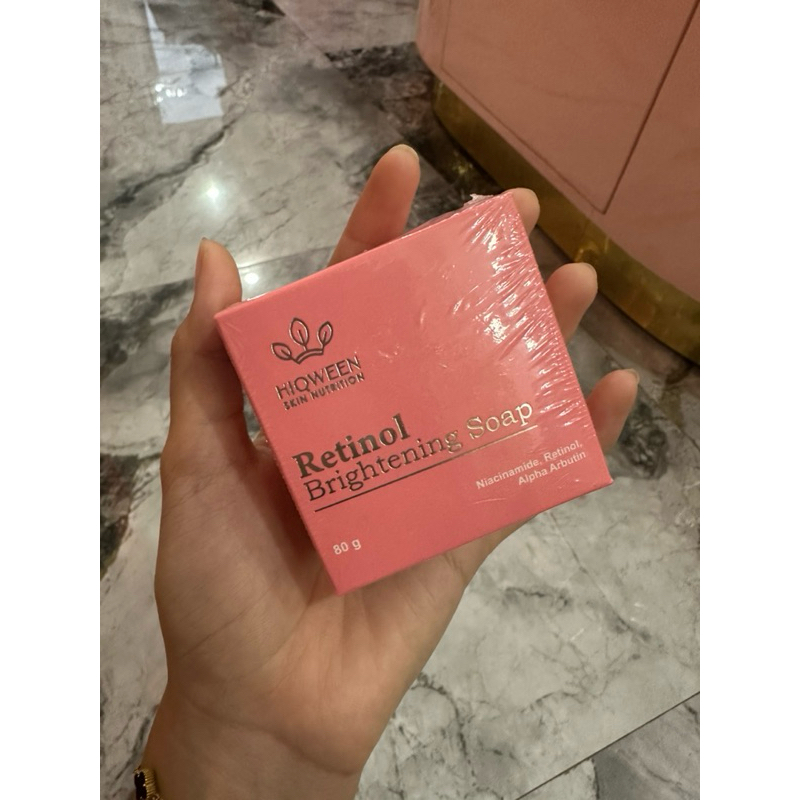 HIQWEEN
SKIN NUTRITION
Retinol
Brightening Soap
Niacinamide, Retinol,
Alpha Arbutin
80 g